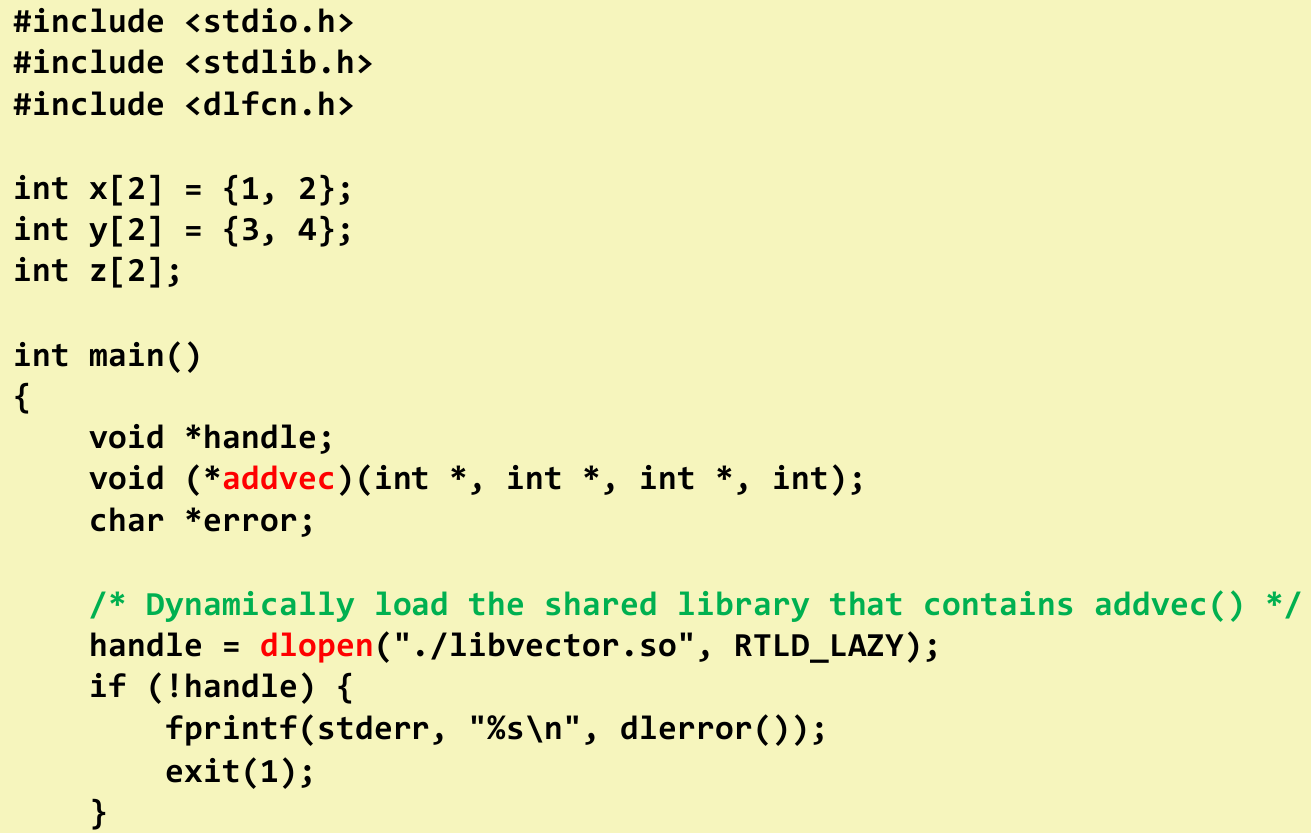 #include <stdio.h>
#include <stdlib.h>
#include <dlfcn.h>

int x[2] = {1, 2};
int y[2] = {3, 4};
int z[2];

int main()
{
    void *handle;
    void (*addvec)(int *, int *, int *, int);
    char *error;

    /* Dynamically load the shared library that contains addvec() */
    handle = dlopen("./libvector.so", RTLD_LAZY);
    if (!handle) {
        fprintf(stderr, "%s\n", dlerror());
        exit(1);
    }